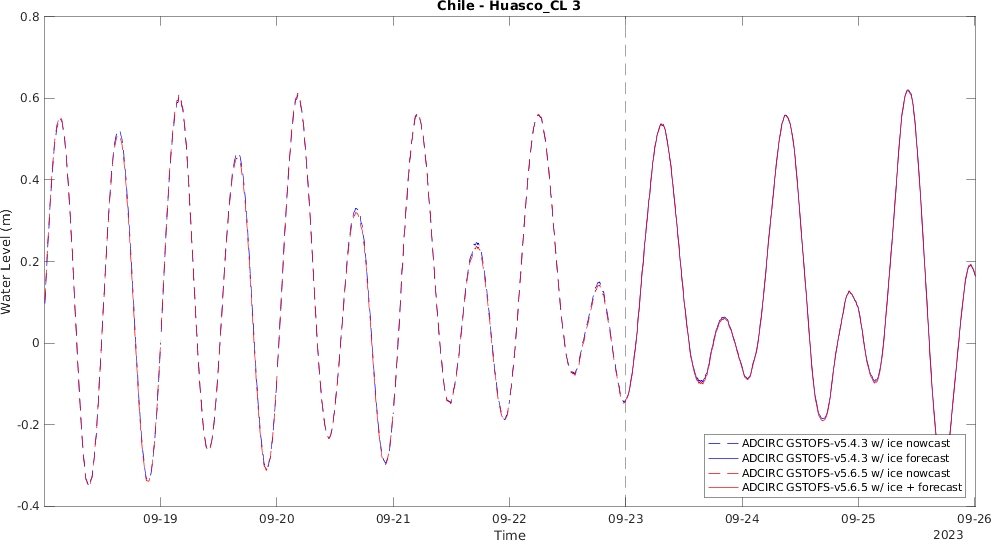 Chile - Huasco_CL 3
0.8
0.6
0.4
0.2
0
-0.2
-0.4
Water Level (m)
ADCIRC GSTOFS-v5.4.3 w/ ice nowcast
ADCIRC GSTOFS-v5.4.3 w/ ice forecast
ADCIRC GSTOFS-v5.6.5 w/ ice nowcast
ADCIRC GSTOFS-v5.6.5 w/ ice + forecast
09-19 09-20 09-21 09-22 09-23 09-24 09-25 09-26
Time
2023